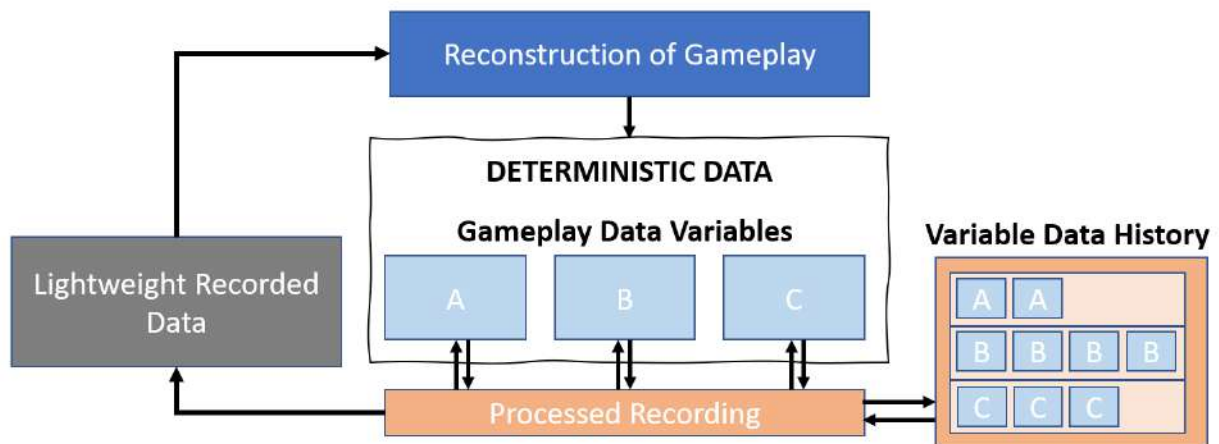 Reconstruction of Gameplay
DETERMINISTIC DATA
Gameplay Data Variables
A B C
Lightweight Recorded
Data
Processed Recording
Variable Data History
A A
B B B B
C C C